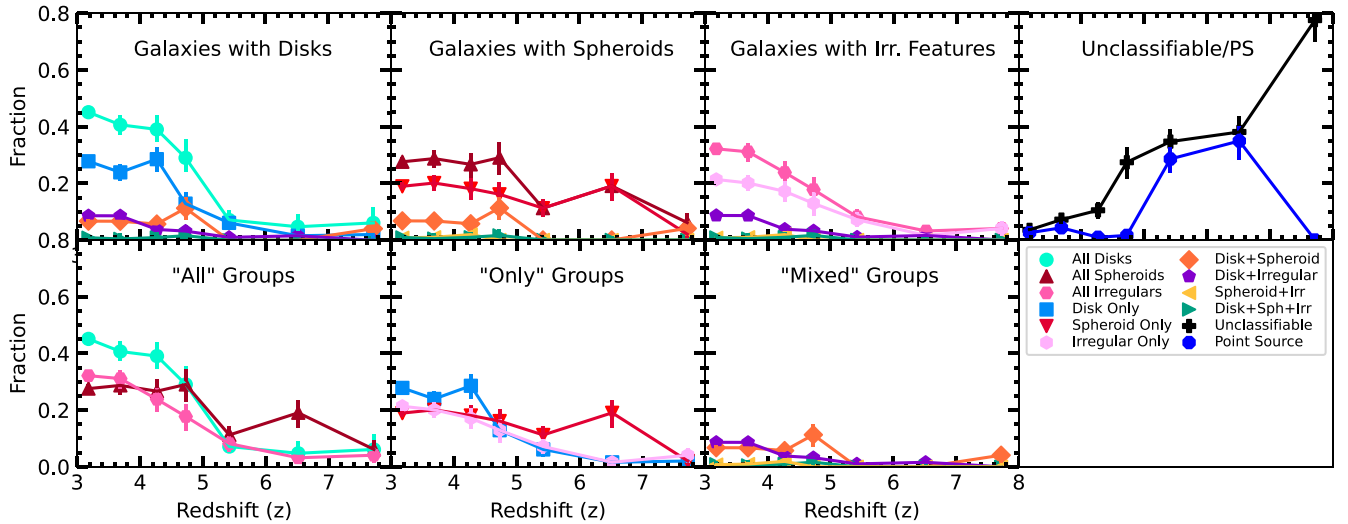 Galaxies with Disks
Galaxies with Spheroids
Galaxies with Irr. Features
Unclassifiable/PS
0.8
0.6
0.4
0.2
0.8
Fraction
"All" Groups
"Only" Groups
"Mixed" Groups
0.6
0.4
0.2
0.0
Fraction
All Disks
All Spheroids
All Irregulars
Disk Only
Spheroid Only
Irregular Only
Disk+Spheroid
Disk+Irregular
Spheroid+Irr
Disk+Sph+Irr
Unclassifiable
Point Source
3 4 5 6 7 3 4 5 6 7 3 4 5 6 7 8
Redshift (z) Redshift (z) Redshift (z)